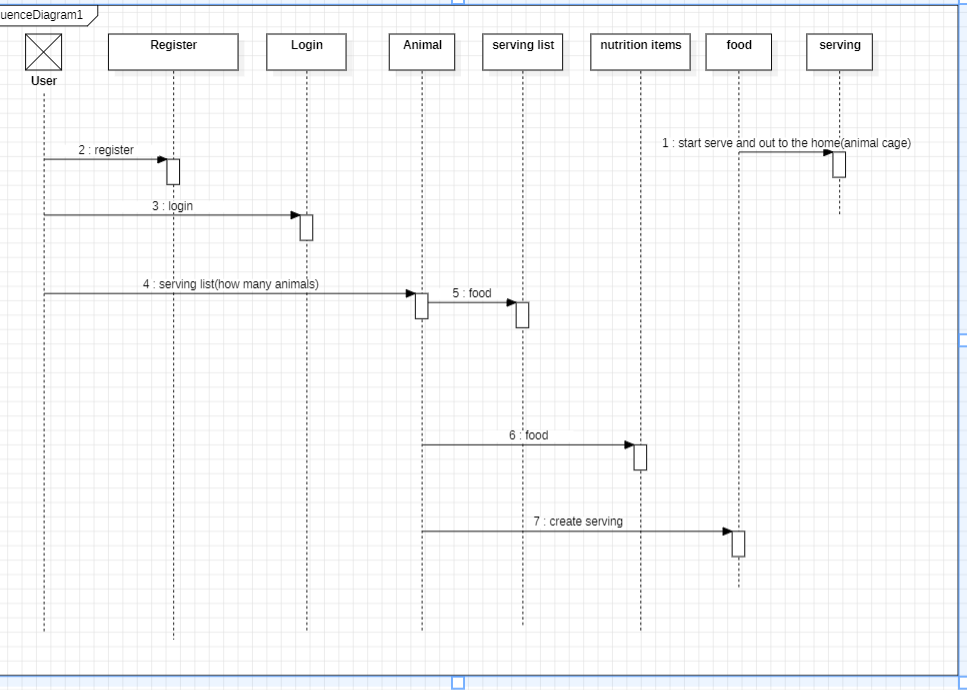 uenceDiagram1
Register
Login
Animal
serving list
nutrition items
food
serving
User
1 : start serve and out to the home(animal cage)
2 : register
3 : login
4 : serving list(how many animals)
5 : food
6 : food
7 : create serving